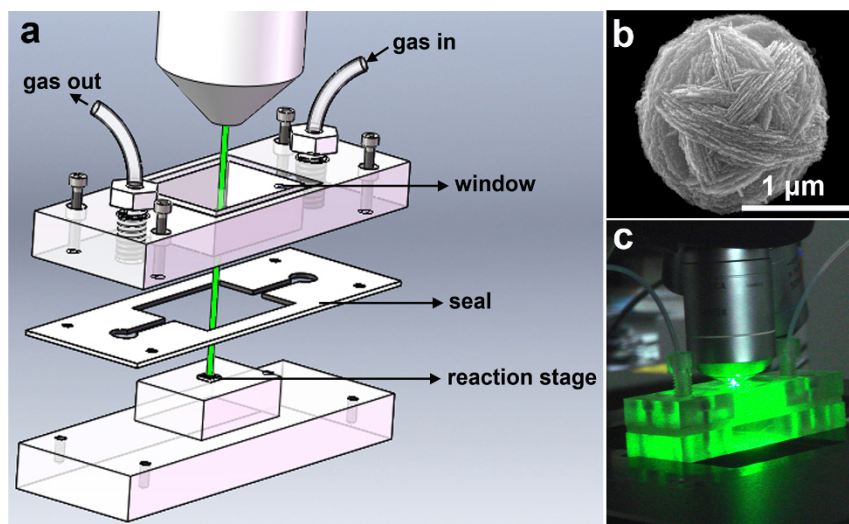 a
gas in
gas out
window
seal
reaction stage
b
1 µm
c